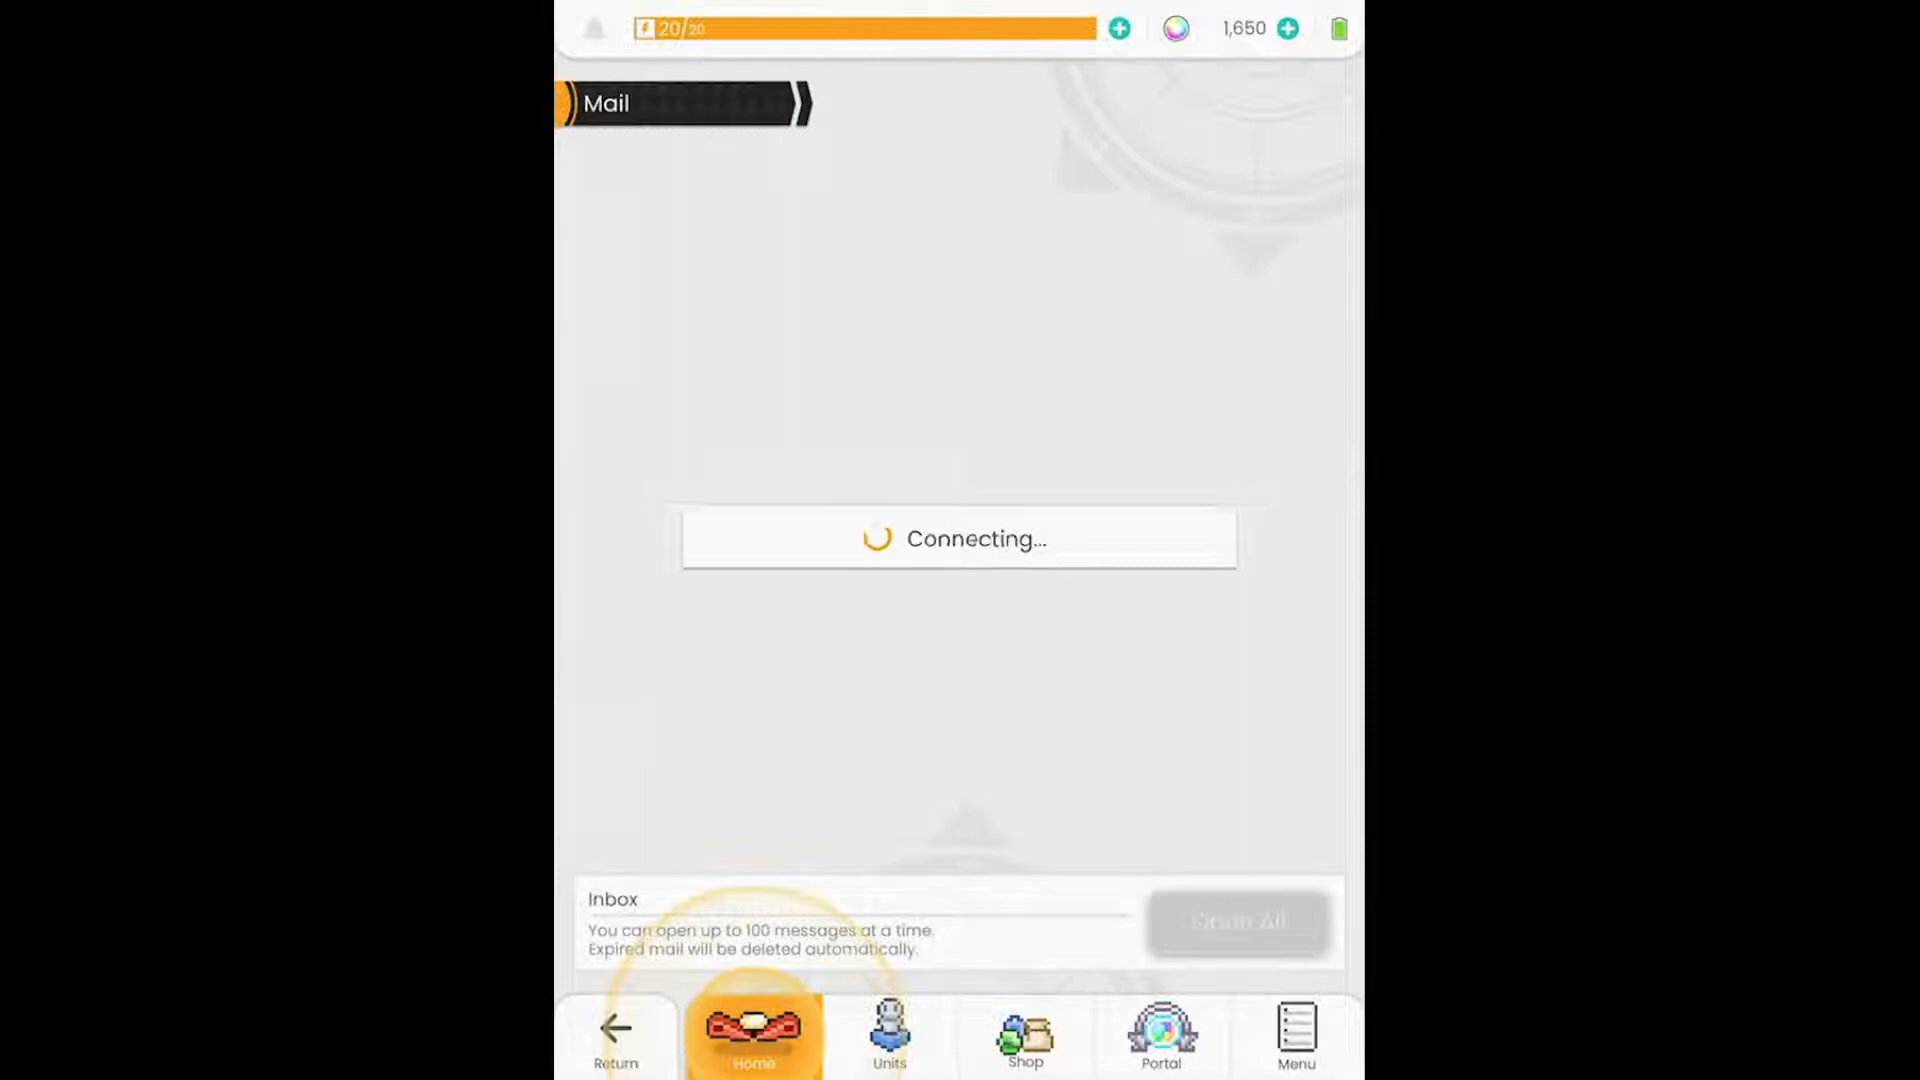 20/20
1,650
Mail
Connecting...
Inbox
You can open up to 100 messages at a time.
Expired mail will be deleted automatically.
Return
Home
Units
Shop
Portal
Menu